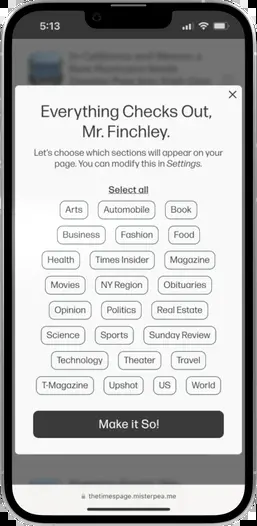 5:13
Everything Checks Out,
Mr. Finchley.
Let's choose which sections will appear on your
page. You can modify this in Settings.
Select all
Arts Automobile Book
Business Fashion Food
Health Times Insider Magazine
Movies NY Region Obituaries
Opinion Politics Real Estate
Science Sports Sunday Review
Technology Theater Travel
T-Magazine Upshot US World
Make it So!
thetimespage.misterpea.me